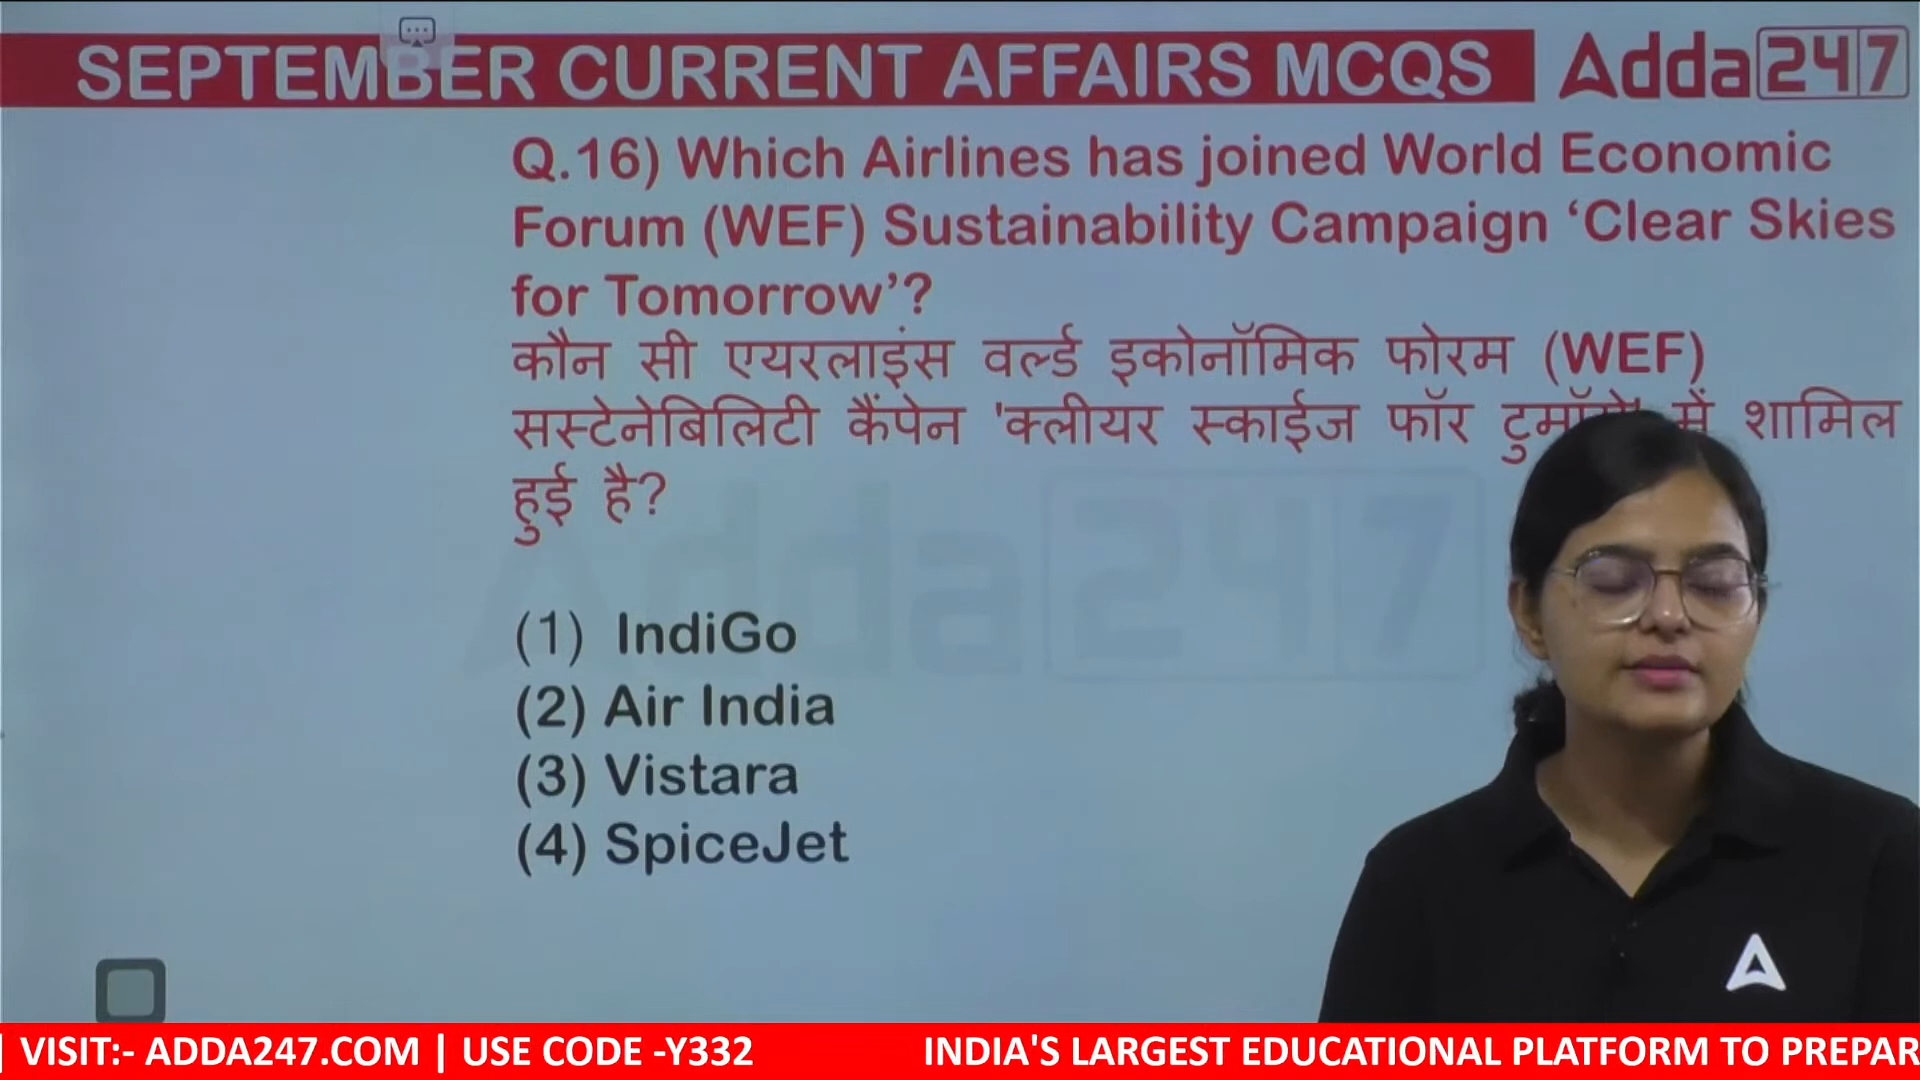 SEPTEMBER CURRENT AFFAIRS MCQS
Adda247
Q.16) Which Airlines has joined World Economic
Forum (WEF) Sustainability Campaign ‘Clear Skies
for Tomorrow’?
कौन सी एयरलाइंस वर्ल्ड इकोनॉमिक फोरम (WEF)
सस्टेनेबिलिटी कैंपेन 'क्लीयर स्काईज फॉर में शामिल
हुई है?
Adda247
(1) IndiGo
(2) Air India
(3) Vistara
(4) SpiceJet
VISIT:- ADDA247.COM | USE CODE -Y332
INDIA'S LARGEST EDUCATIONAL PLATFORM TO PREPAR